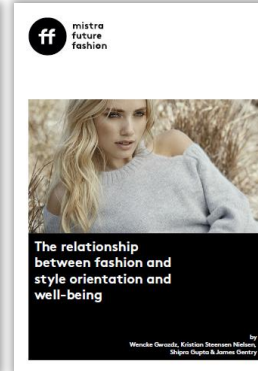 ff
mistra
future
fashion
The relationship
between fashion and
style orientation and
well-being
by
Wencke Gwozdz, Kristian Steensen Nielsen,
Shipra Gupta & James Gentry